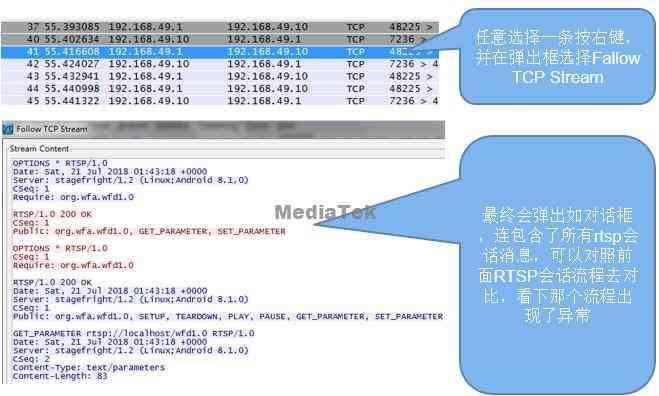 37 55.393085 192.168.49.1 192.168.49.10 TCP 48225 >
40 55.402634 192.168.49.10 192.168.49.1 TCP 7236 >
41 55.416608 192.168.49.1 192.168.49.10 TCP 48225 >
42 55.424027 192.168.49.10 192.168.49.1 TCP 7236 > 4
43 55.432941 192.168.49.1 192.168.49.10 TCP 48225 >
44 55.440998 192.168.49.1 192.168.49.10 TCP 48225 >
45 55.441322 192.168.49.10 192.168.49.1 TCP 7236 > 4
任意选择一条按右键,
并在弹出框选择Fallow
TCP Stream
Fallow TCP Stream
Stream Content
OPTIONS * RTSP/1.0
Date: Sat, 21 Jul 2018 01:43:18 +0000
Server: stagefright/1.2 (Linux;Android 8.1.0)
CSeq: 1
Require: org.wfa.wfd1.0
RTSP/1.0 200 OK
CSeq: 1
Public: org.wfa.wfd1.0, GET_PARAMETER, SET_PARAMETER
OPTIONS * RTSP/1.0
CSeq: 1
Require: org.wfa.wfd1.0
RTSP/1.0 200 OK
Date: Sat, 21 Jul 2018 01:43:18 +0000
Server: stagefright/1.2 (Linux;Android 8.1.0)
CSeq: 1
Public: org.wfa.wfd1.0, SETUP, TEARDOWN, PLAY, PAUSE, GET_PARAMETER, SET_PARAMETER
GET_PARAMETER rtsp://localhost/wfd1.0 RTSP/1.0
Date: Sat, 21 Jul 2018 01:43:18 +0000
Server: stagefright/1.2 (Linux;Android 8.1.0)
CSeq: 2
Content-Type: text/parameters
Content-Length: 83
MediaTek
最终会弹出如对话框
,连包含了所有rtsp会
话消息,可以对照前
面RTSP会话流程去对
比,看下那个流程出
现了异常